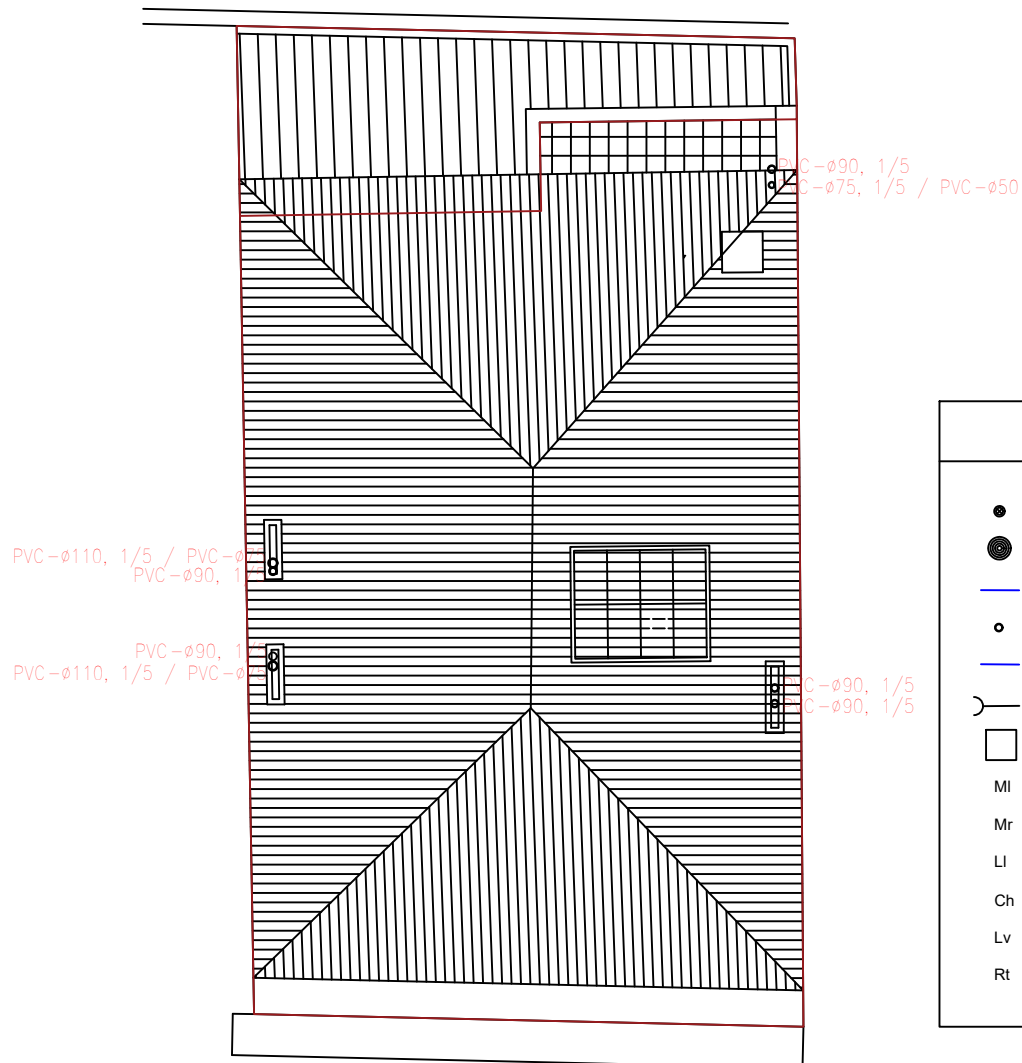 PVC-ø90, 1/5
PVC-ø75, 1/5 / PVC-ø50
PVC-ø110, 1/5 / PVC-ø75
PVC-ø90, 1/5
PVC-ø90, 1/5
PVC-ø110, 1/5 / PVC-ø75
PVC-ø90, 1/5
PVC-ø90, 1/5
Ml
Mr
Ll
Ch
Lv
Rt